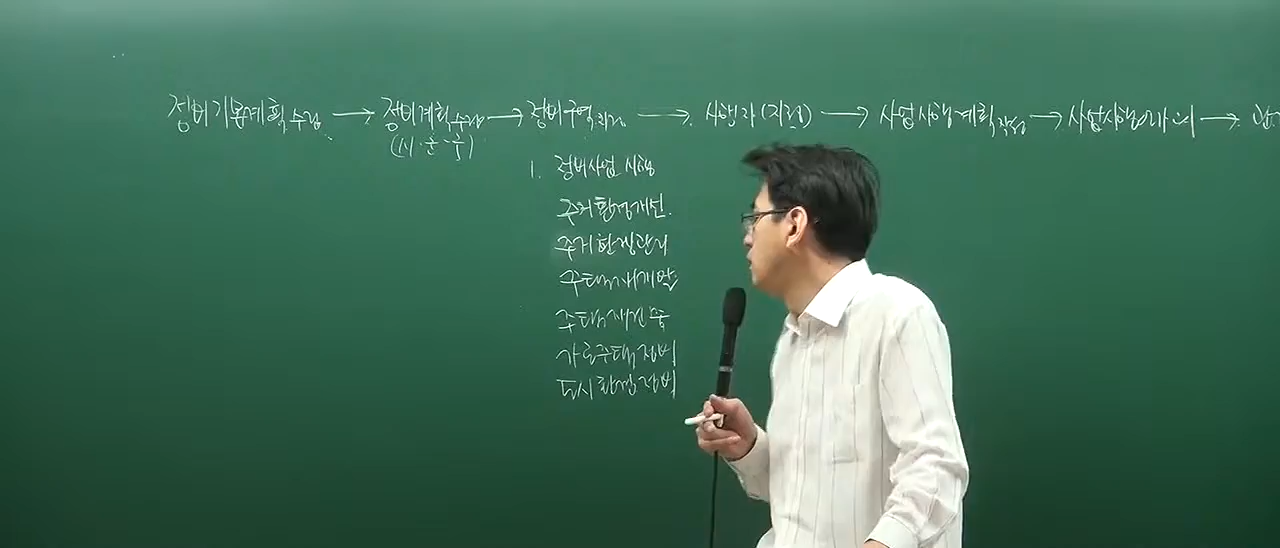 정비기본계획수립 → 정비계획수립 → 정비구역지정 → 시행자(지정) → 사업시행계획작성 → 사업시행인가 →
(시·군·구)
1. 정비사업 시행
주거환경개선.
주거환경관리
주택재개발
주택재건축
가로주택정비
도시환경정비